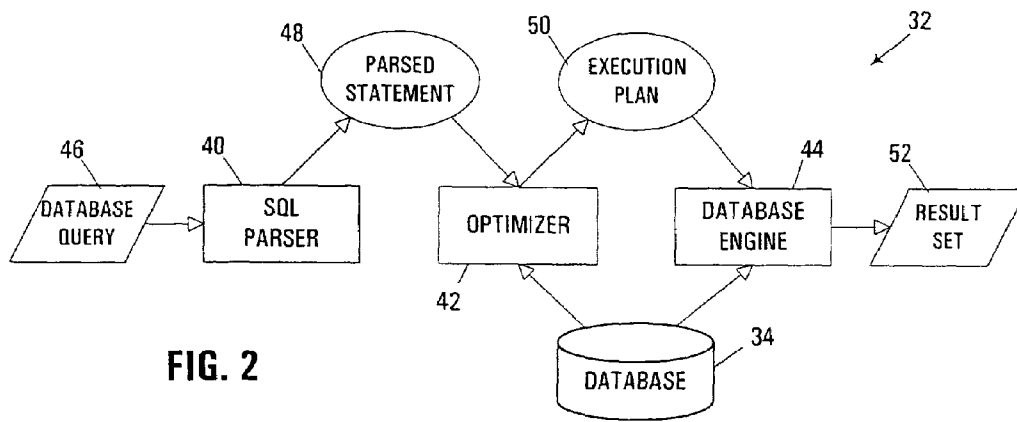 48
50
32
PARSED
STATEMENT
EXECUTION
PLAN
46
40
44
52
DATABASE
QUERY
SQL
PARSER
OPTIMIZER
DATABASE
ENGINE
RESULT
SET
42
34
DATABASE
FIG. 2